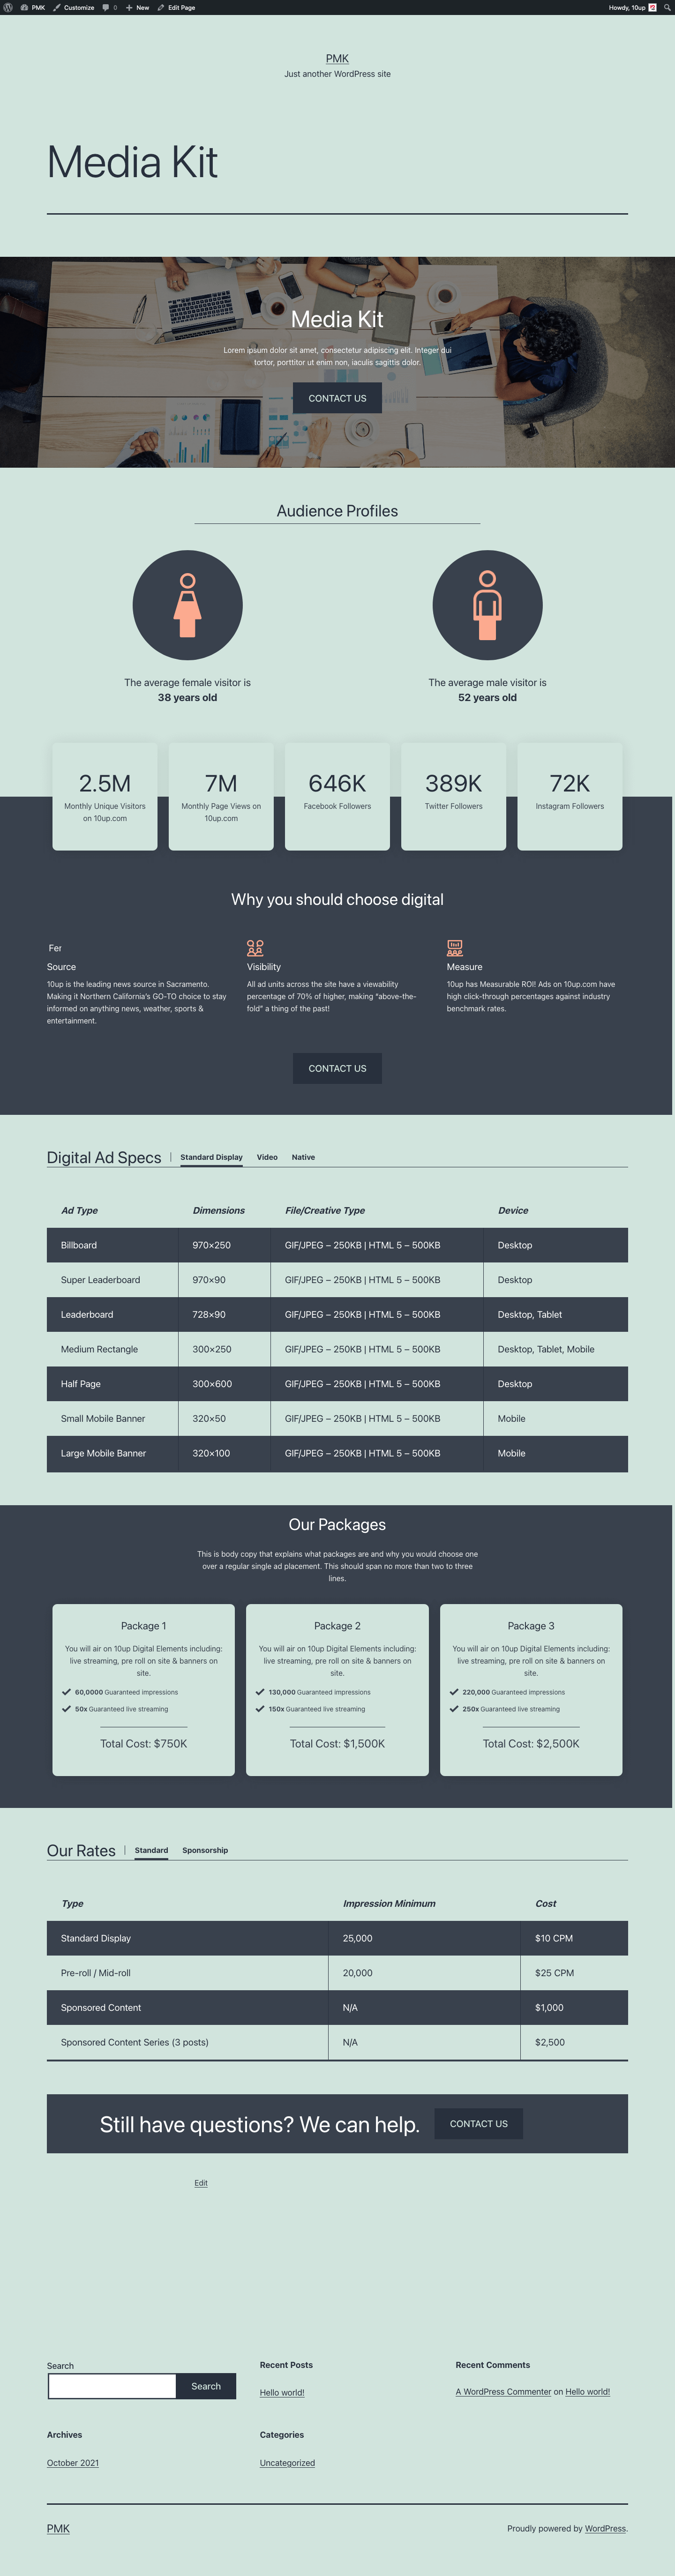 PMK Customize 0 New Edit Page Howdy, 10up
PMK
Just another WordPress site
Media Kit
Media Kit
Lorem ipsum dolor sit amet, consectetur adipiscing elit. Integer dui
tortor, porttitor ut enim non, iaculis sagittis dolor.
CONTACT US
Audience Profiles
The average female visitor is
38 years old
The average male visitor is
52 years old
2.5M
Monthly Unique Visitors
on 10up.com
7M
Monthly Page Views on
10up.com
646K
Facebook Followers
389K
Twitter Followers
72K
Instagram Followers
Why you should choose digital
Fer
Source
10up is the leading news source in Sacramento.
Making it Northern California's GO-TO choice to stay
informed on anything news, weather, sports &
entertainment.
Visibility
All ad units across the site have a viewability
percentage of 70% of higher, making "above-the-
fold" a thing of the past!
Measure
10up has Measurable ROI! Ads on 10up.com have
high click-through percentages against industry
benchmark rates.
CONTACT US
Digital Ad Specs | Standard Display Video Native
Ad Type Dimensions File/Creative Type Device
Billboard 970×250 GIF/JPEG – 250KB | HTML 5 – 500KB Desktop
Super Leaderboard 970×90 GIF/JPEG – 250KB | HTML 5 – 500KB Desktop
Leaderboard 728×90 GIF/JPEG – 250KB | HTML 5 – 500KB Desktop, Tablet
Medium Rectangle 300×250 GIF/JPEG – 250KB | HTML 5 – 500KB Desktop, Tablet, Mobile
Half Page 300×600 GIF/JPEG – 250KB | HTML 5 – 500KB Desktop
Small Mobile Banner 320×50 GIF/JPEG – 250KB | HTML 5 – 500KB Mobile
Large Mobile Banner 320×100 GIF/JPEG – 250KB | HTML 5 – 500KB Mobile
Our Packages
This is body copy that explains what packages are and why you would choose one
over a regular single ad placement. This should span no more than two to three
lines.
Package 1
You will air on 10up Digital Elements including:
live streaming, pre roll on site & banners on
site.
60,0000 Guaranteed impressions
50x Guaranteed live streaming
Total Cost: $750K
Package 2
You will air on 10up Digital Elements including:
live streaming, pre roll on site & banners on
site.
130,000 Guaranteed impressions
150x Guaranteed live streaming
Total Cost: $1,500K
Package 3
You will air on 10up Digital Elements including:
live streaming, pre roll on site & banners on
site.
220,000 Guaranteed impressions
250x Guaranteed live streaming
Total Cost: $2,500K
Our Rates | Standard Sponsorship
Type Impression Minimum Cost
Standard Display 25,000 $10 CPM
Pre-roll / Mid-roll 20,000 $25 CPM
Sponsored Content N/A $1,000
Sponsored Content Series (3 posts) N/A $2,500
Still have questions? We can help. CONTACT US
Edit
Search
Search
Recent Posts
Hello world!
Recent Comments
A WordPress Commenter on Hello world!
Archives
October 2021
Categories
Uncategorized
PMK
Proudly powered by WordPress.